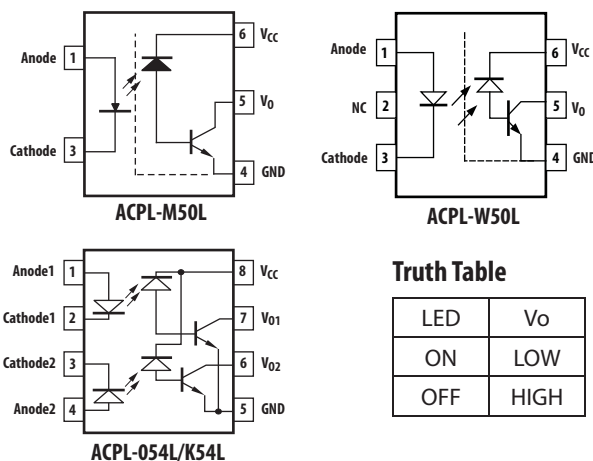 Anode 1
Cathode 3
6 VCC
5 VO
4 GND
ACPL-M50L
Anode 1
NC 2
Cathode 3
6 VCC
5 VO
4 GND
ACPL-W50L
Anode1 1
Cathode1 2
Cathode2 3
Anode2 4
8 VCC
7 VO1
6 VO2
5 GND
ACPL-054L/K54L
Truth Table
LED Vo
ON LOW
OFF HIGH